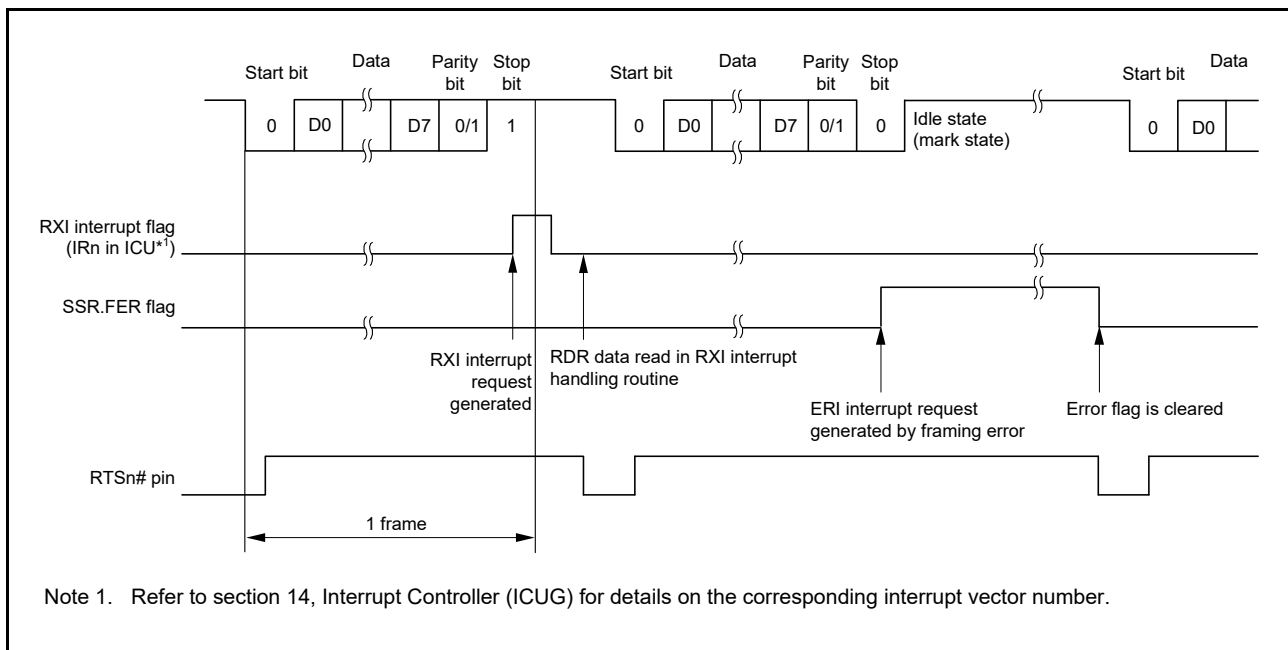 Start bit
Data
Parity
bit
Stop
bit
Start bit
Data
Parity
bit
Stop
bit
Start bit
Data
0
D0
D7
0/1
1
0
D0
D7
0/1
0
Idle state
(mark state)
0
D0
RXI interrupt flag
(IRn in ICU*1)
SSR.FER flag
RXI interrupt
request
generated
RDR data read in RXI interrupt
handling routine
ERI interrupt request
generated by framing error
Error flag is cleared
RTSn# pin
1 frame
Note 1. Refer to section 14, Interrupt Controller (ICUG) for details on the corresponding interrupt vector number.